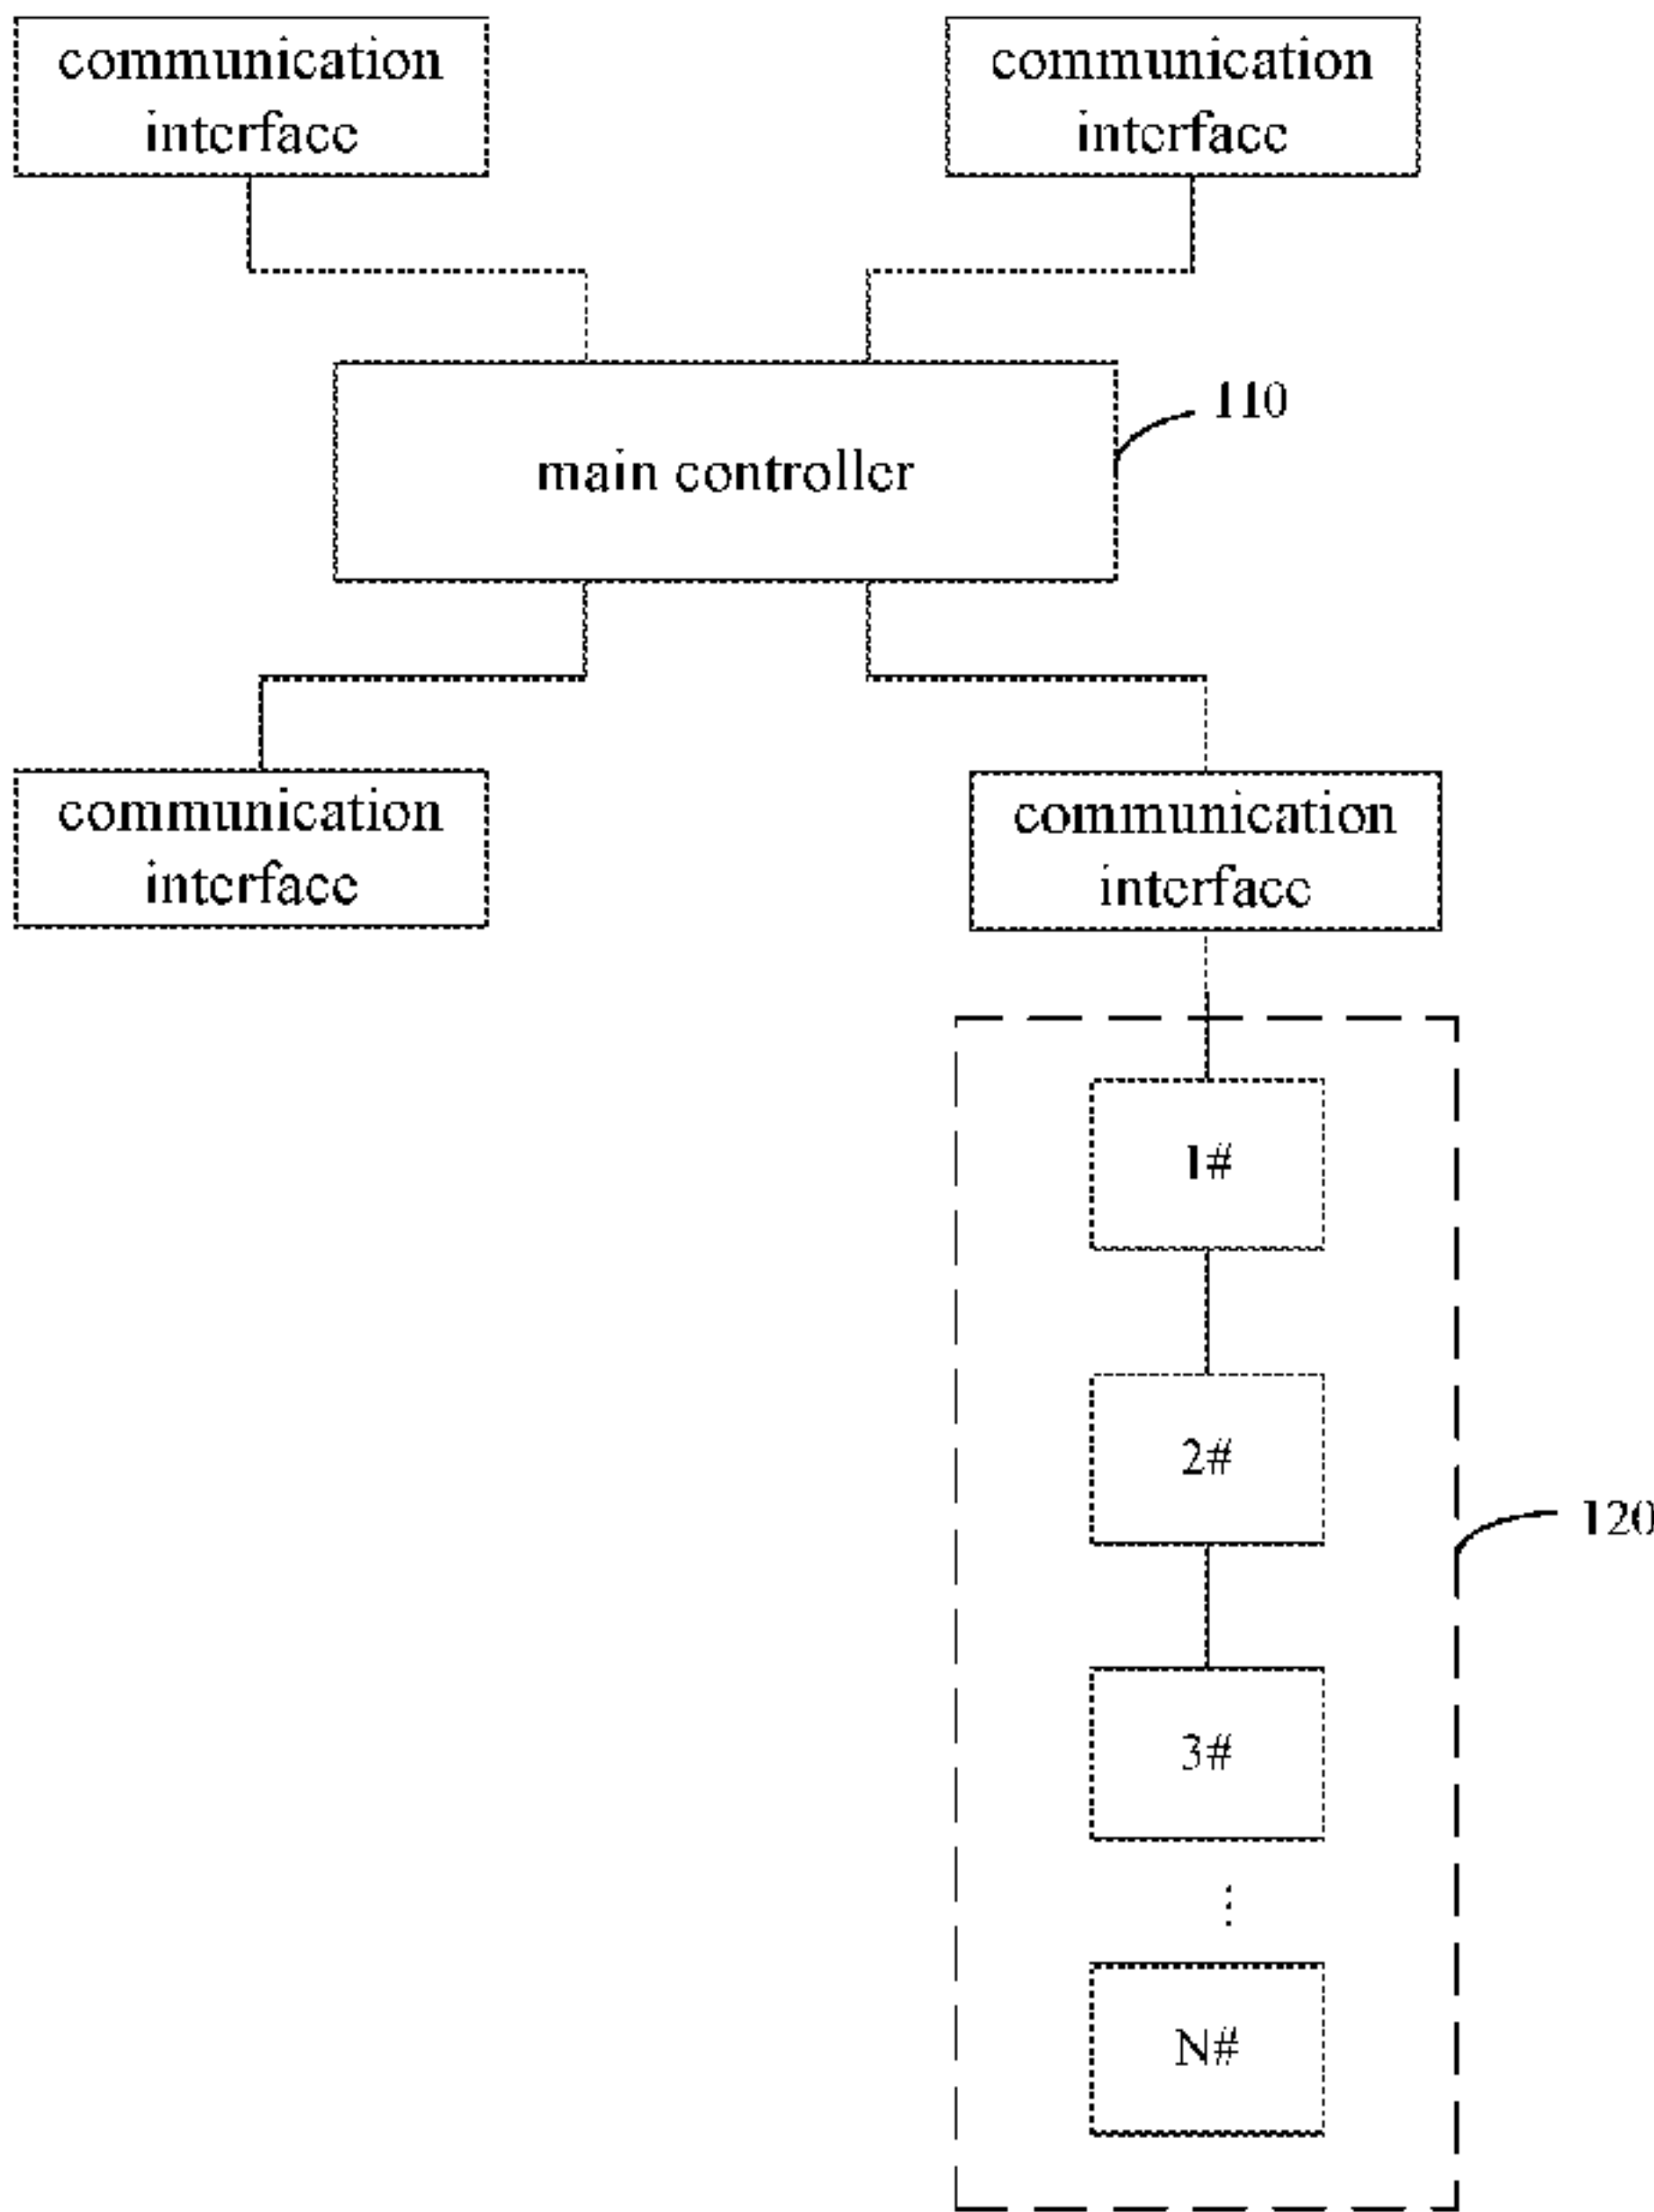 communication
interface
communication
interface
110
main controller
communication
interface
communication
interface
1#
2#
120
3#
⋮
N#